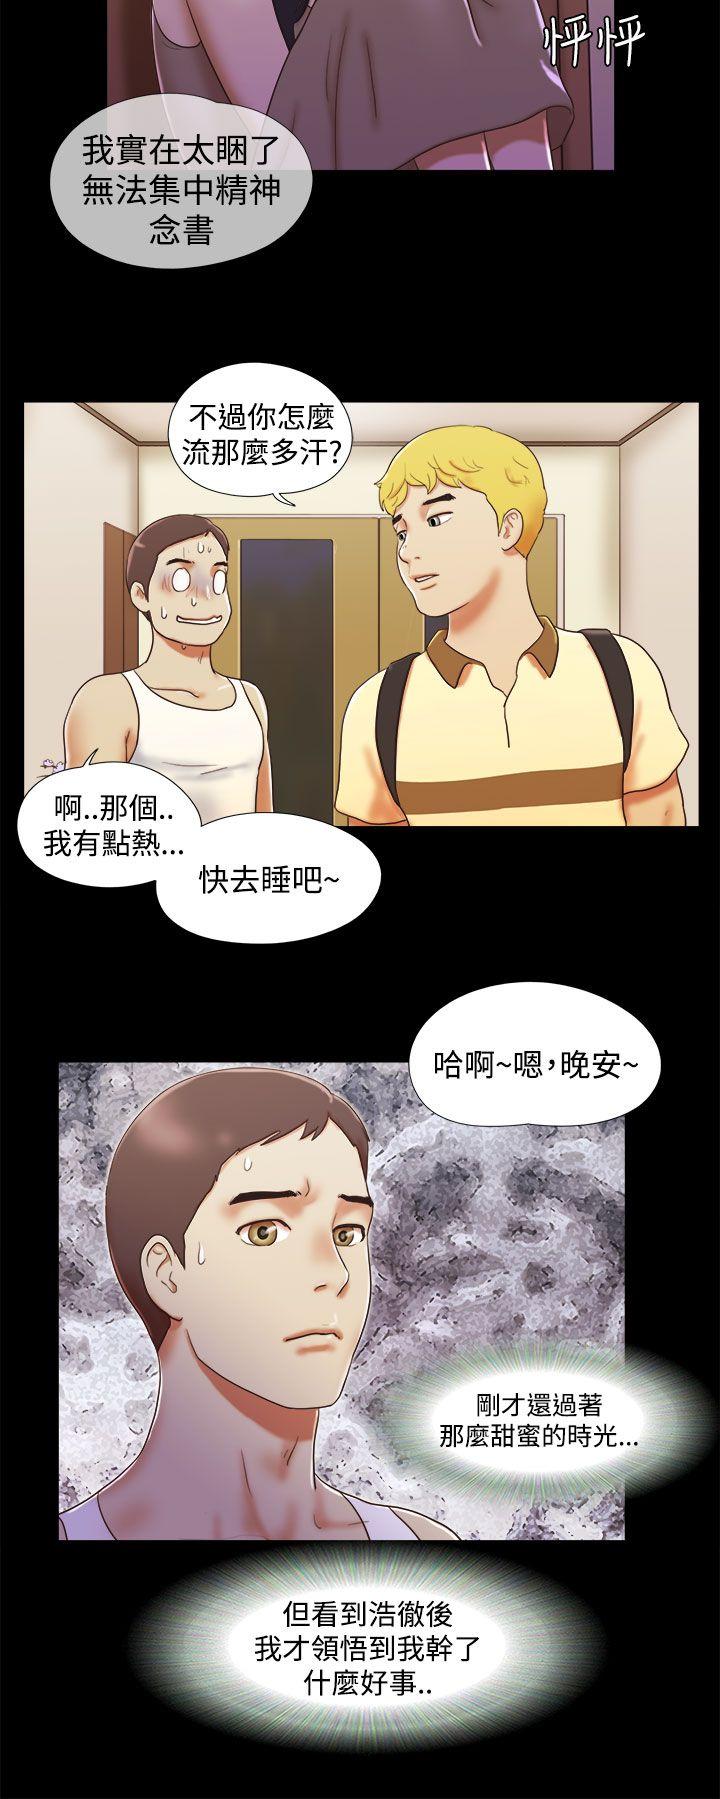 怦怦
我實在太睏了
無法集中精神
念書
不過你怎麼
流那麼多汗?
啊..那個..
我有點熱...
快去睡吧~
哈啊~嗯,晚安~
剛才還過著
那麼甜蜜的時光...
但看到浩徹後
我才領悟到我幹了
什麼好事..